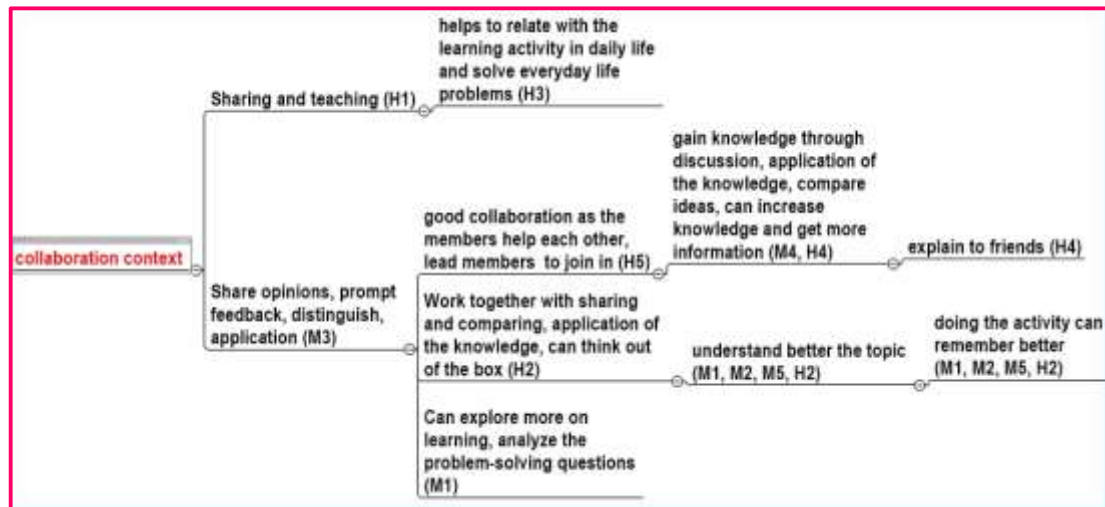 collaboration context
Sharing and teaching (H1)
helps to relate with the
learning activity in daily life
and solve everyday life
problems (H3)
Share opinions, prompt
feedback, distinguish,
application (M3)
good collaboration as the
members help each other,
lead members to join in (H5)
gain knowledge through
discussion, application of
the knowledge, compare
ideas, can increase
knowledge and get more
information (M4, H4)
explain to friends (H4)
Work together with sharing
and comparing, application of
the knowledge, can think out
of the box (H2)
understand better the topic
(M1, M2, M5, H2)
doing the activity can
remember better
(M1, M2, M5, H2)
Can explore more on
learning, analyze the
problem-solving questions
(M1)